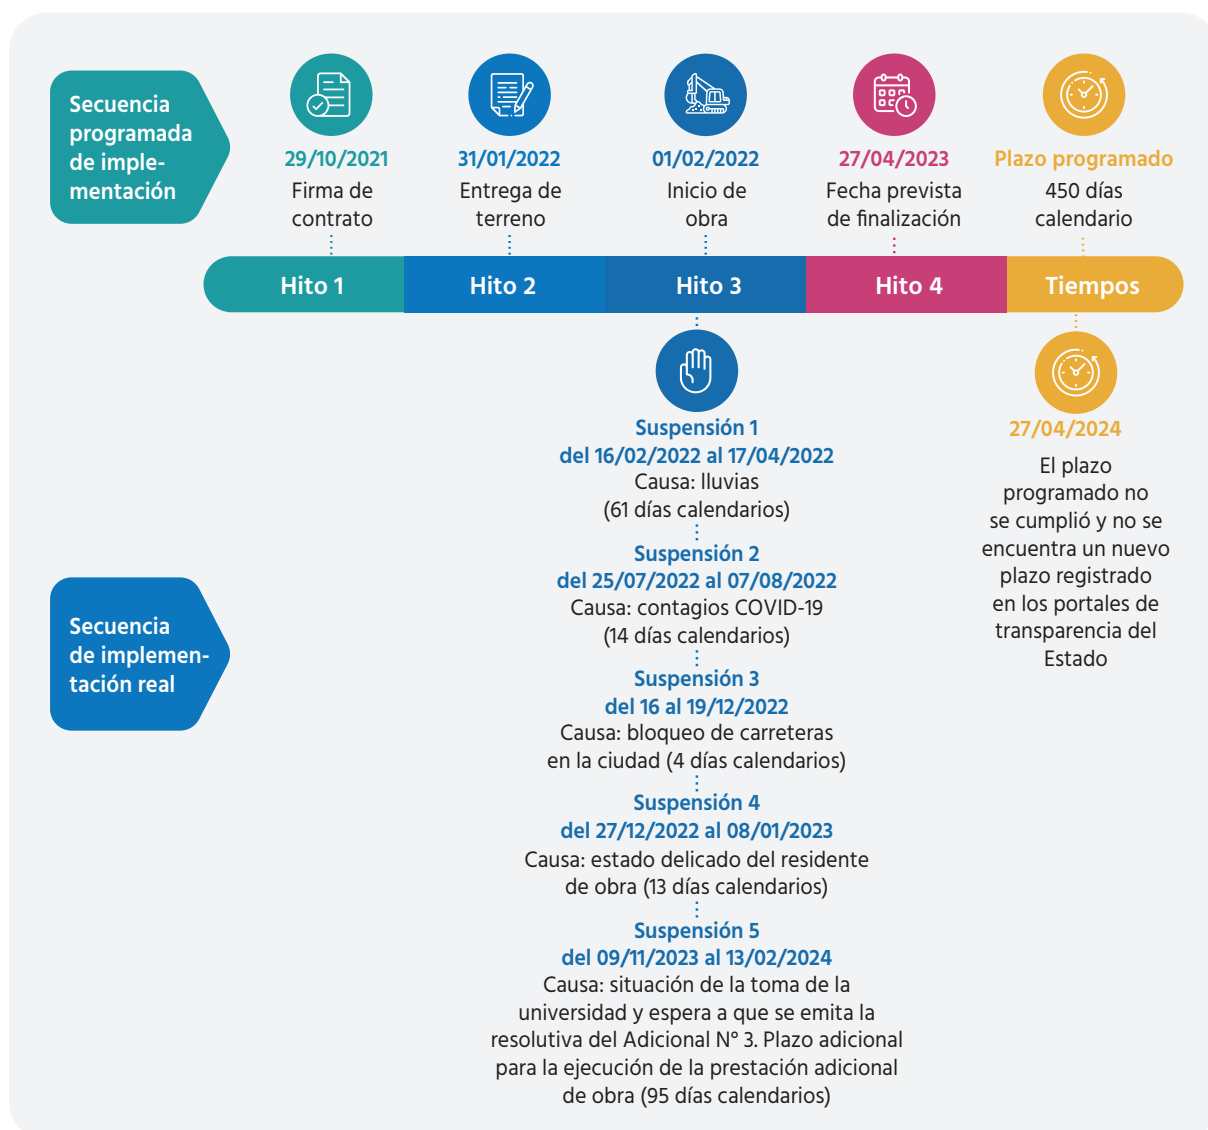 Secuencia
programada
de imple-
mentación
29/10/2021
Firma de
contrato
31/01/2022
Entrega de
terreno
01/02/2022
Inicio de
obra
27/04/2023
Fecha prevista
de finalización
Plazo programado
450 días
calendario
Hito 1
Hito 2
Hito 3
Hito 4
Tiempos
Secuencia
de implemen-
tación real
Suspensión 1
del 16/02/2022 al 17/04/2022
Causa: lluvias
(61 días calendarios)
Suspensión 2
del 25/07/2022 al 07/08/2022
Causa: contagios COVID-19
(14 días calendarios)
Suspensión 3
del 16 al 19/12/2022
Causa: bloqueo de carreteras
en la ciudad (4 días calendarios)
Suspensión 4
del 27/12/2022 al 08/01/2023
Causa: estado delicado del residente
de obra (13 días calendarios)
Suspensión 5
del 09/11/2023 al 13/02/2024
Causa: situación de la toma de la
universidad y espera a que se emita la
resolutiva del Adicional N° 3. Plazo adicional
para la ejecución de la prestación adicional
de obra (95 días calendarios)
27/04/2024
El plazo
programado no
se cumplió y no se
encuentra un nuevo
plazo registrado
en los portales de
transparencia del
Estado